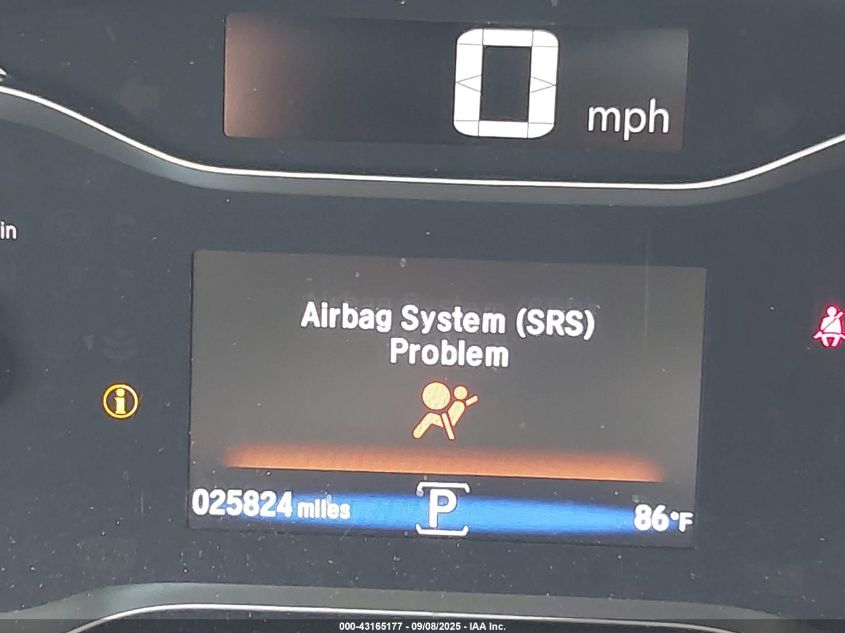 0 mph
in
Airbag System (SRS)
Problem
025824 miles P 86°F
000-43165177 - 09/08/2025 - IAA Inc.